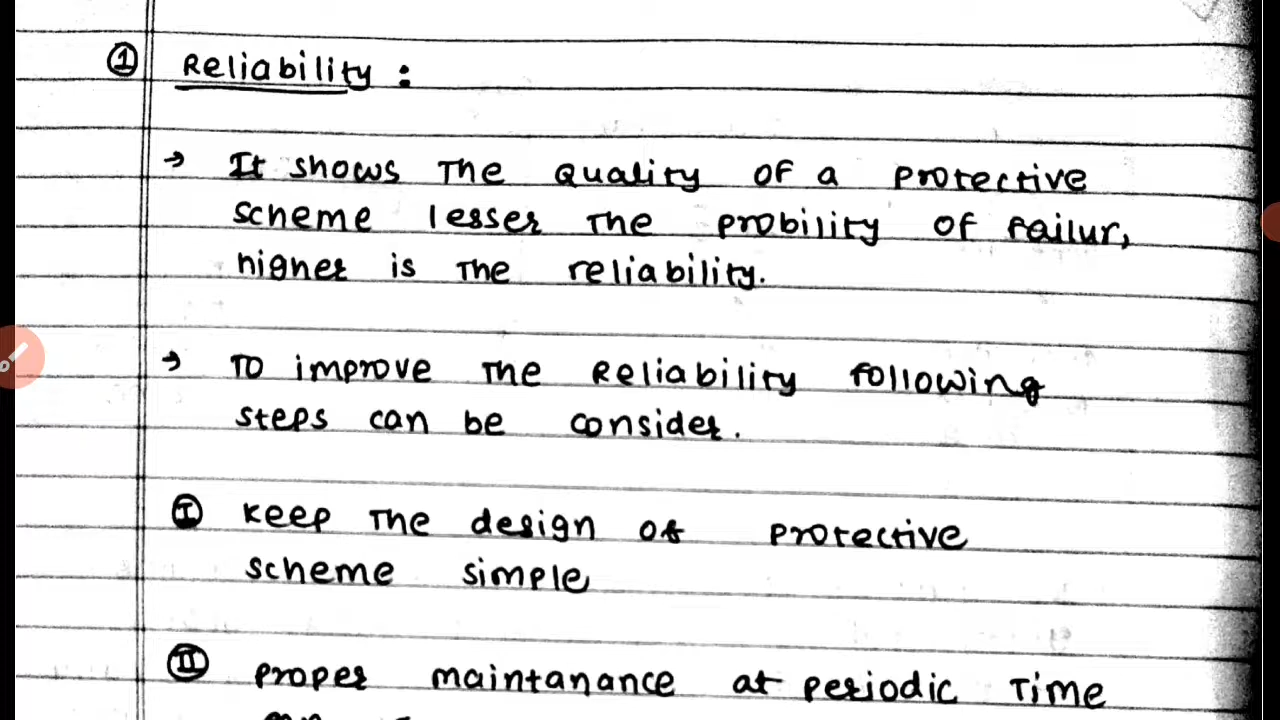 ① Reliability :
→ It shows The Quality of a protective
scheme lesser The probility of failur,
higher is The reliability.
→ To improve The Reliability following
steps can be consider.
Ⓘ Keep The design of protective
scheme simple
Ⓘⓘ proper maintanance at periodic Time